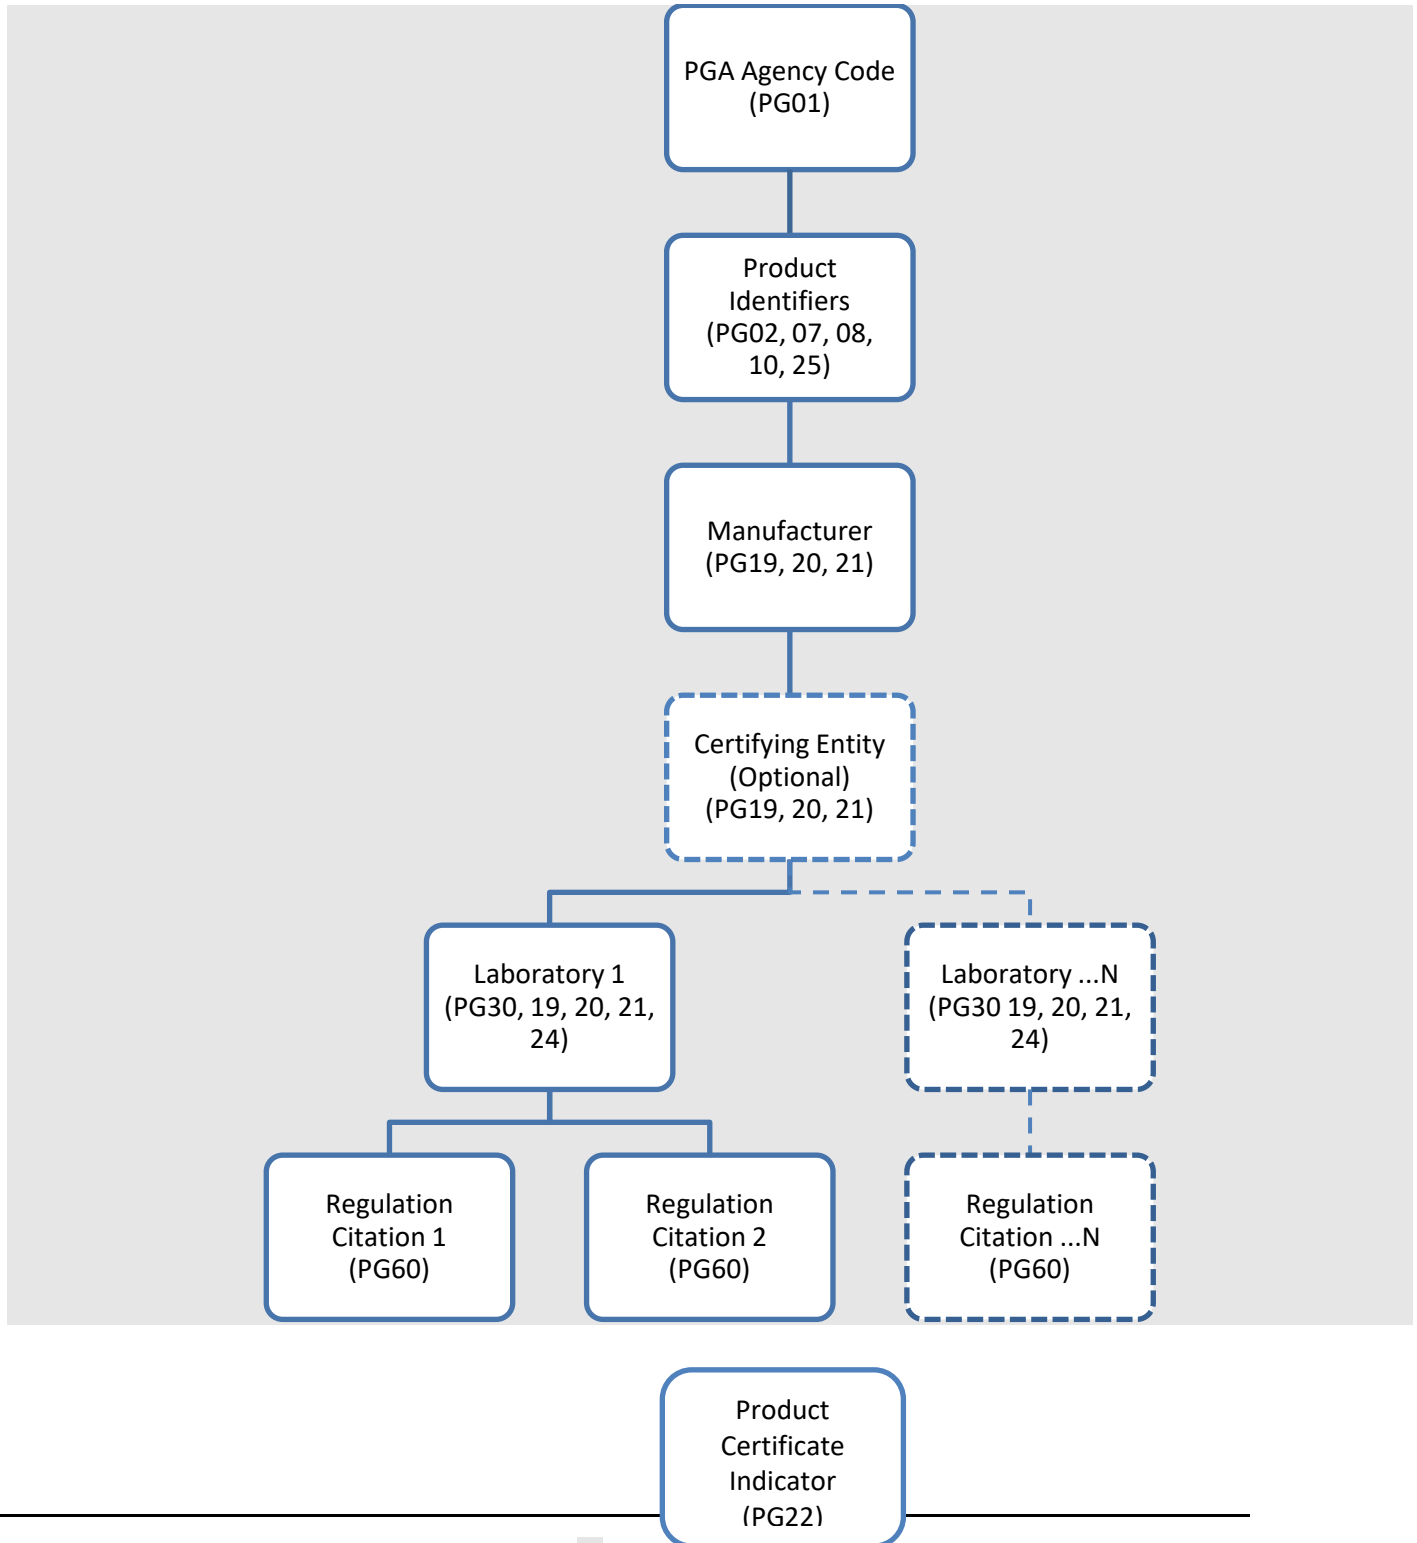 PGA Agency Code
(PG01)
Product
Identifiers
(PG02, 07, 08,
10, 25)
Manufacturer
(PG19, 20, 21)
Certifying Entity
(Optional)
(PG19, 20, 21)
Laboratory 1
(PG30, 19, 20, 21,
24)
Laboratory ...N
(PG30 19, 20, 21,
24)
Regulation
Citation 1
(PG60)
Regulation
Citation 2
(PG60)
Regulation
Citation ...N
(PG60)
Product
Certificate
Indicator
(PG22)